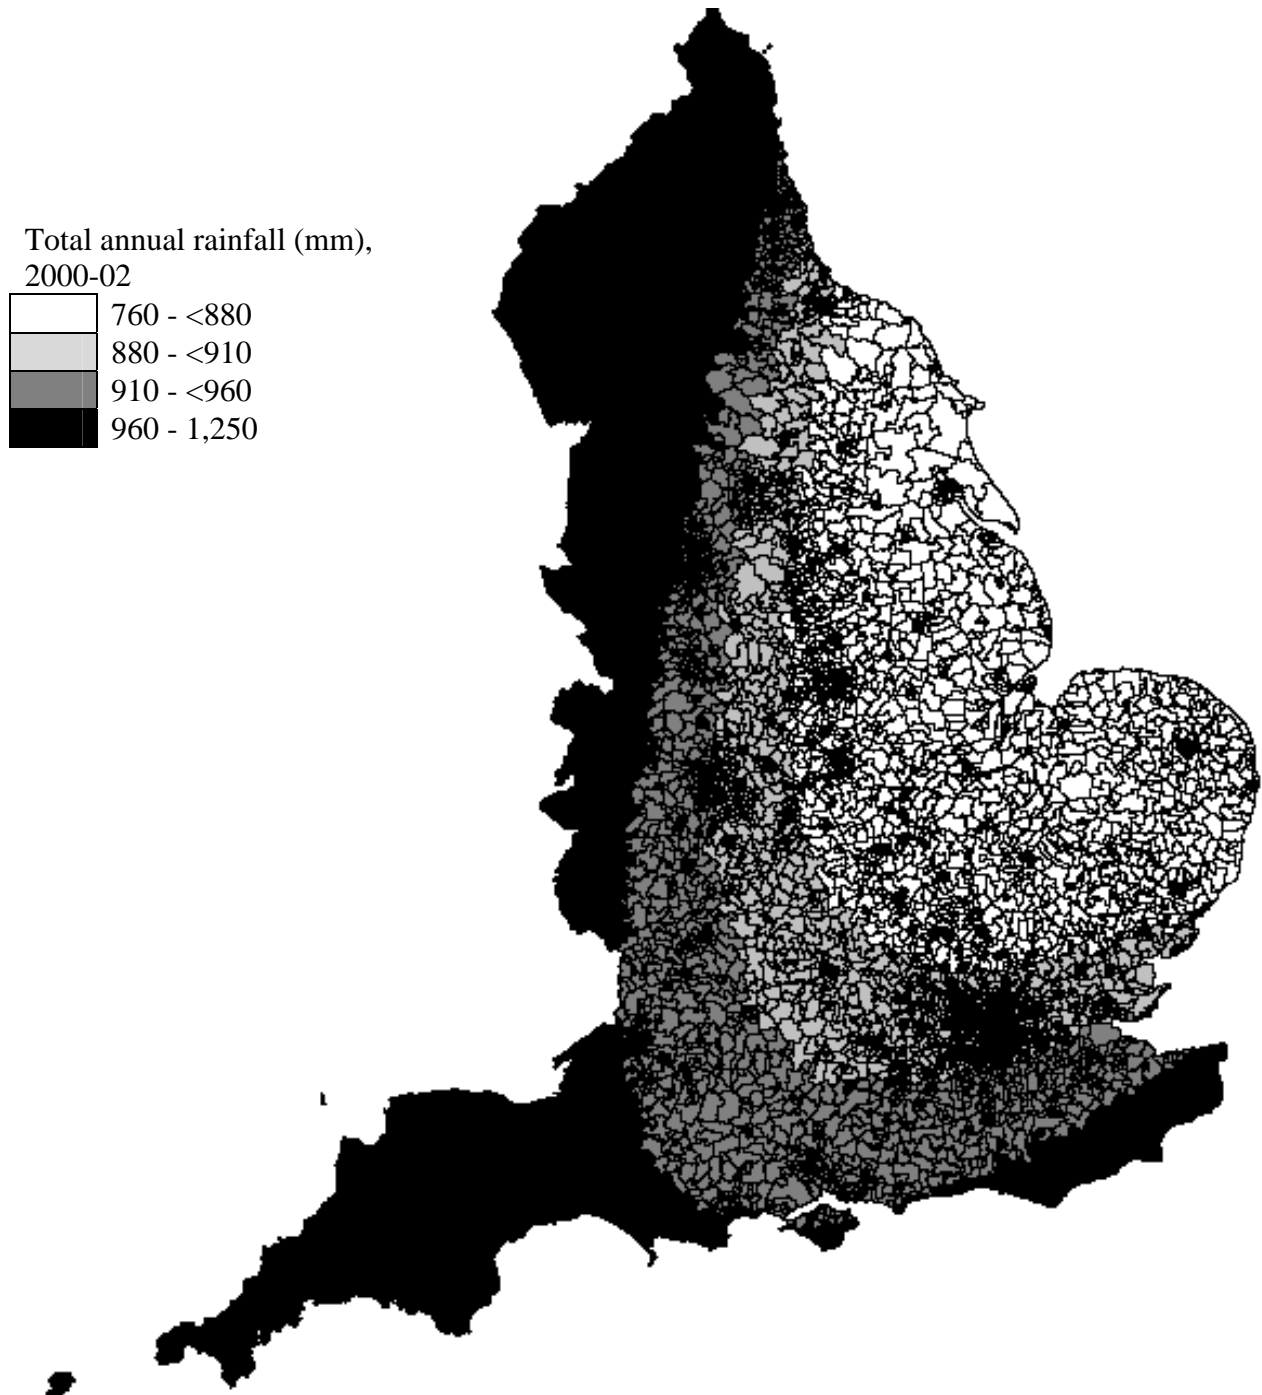 Total annual rainfall (mm),
2000-02
760 - <880
880 - <910
910 - <960
960 - 1,250